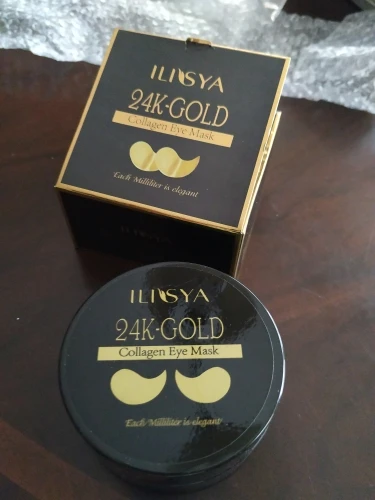 ILISYA
24K·GOLD
Collagen Eye Mask
Each Milliliter is elegant
ILISYA
ILISYA
24K·GOLD
Collagen Eye Mask
Each Milliliter is elegant